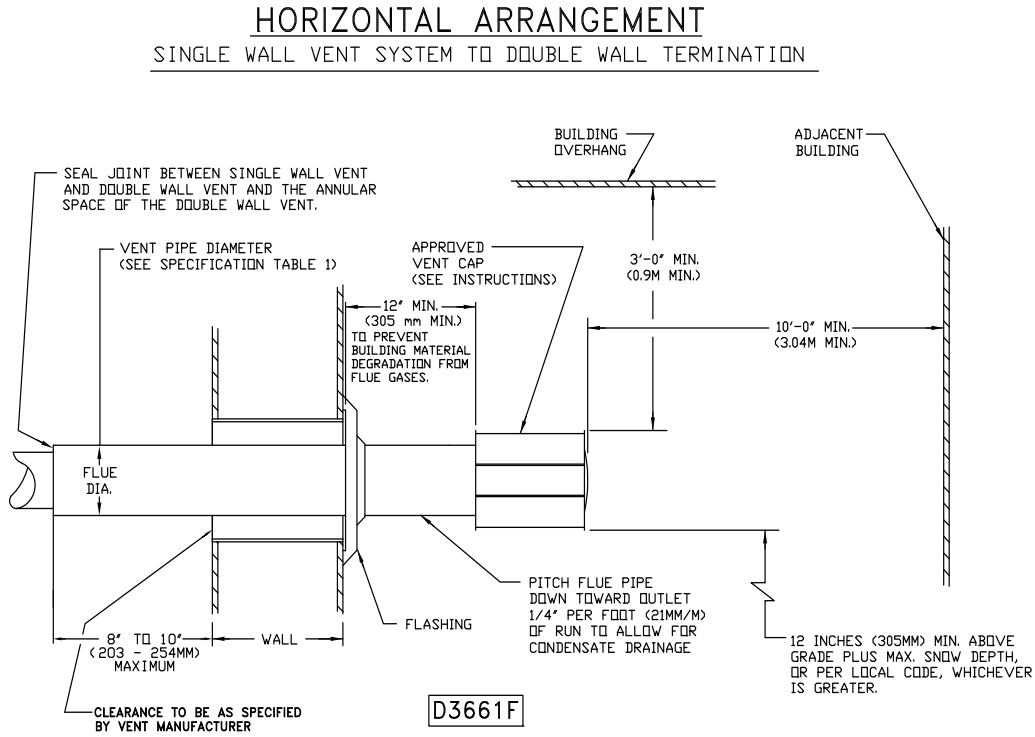 HORIZONTAL ARRANGEMENT
SINGLE WALL VENT SYSTEM TO DOUBLE WALL TERMINATION
BUILDING
OVERHANG
ADJACENT
BUILDING
SEAL JOINT BETWEEN SINGLE WALL VENT
AND DOUBLE WALL VENT AND THE ANNULAR
SPACE OF THE DOUBLE WALL VENT.
VENT PIPE DIAMETER
(SEE SPECIFICATION TABLE 1)
APPROVED
VENT CAP
(SEE INSTRUCTIONS)
3'-0" MIN.
(0.9M MIN.)
12" MIN.
(305 mm MIN.)
TO PREVENT
BUILDING MATERIAL
DEGRADATION FROM
FLUE GASES.
10'-0" MIN.
(3.04M MIN.)
FLUE
DIA.
PITCH FLUE PIPE
DOWN TOWARD OUTLET
1/4" PER FOOT (21MM/M)
OF RUN TO ALLOW FOR
CONDENSATE DRAINAGE
FLASHING
8" TO 10"
(203 - 254MM)
MAXIMUM
WALL
12 INCHES (305MM) MIN. ABOVE
GRADE PLUS MAX. SNOW DEPTH,
OR PER LOCAL CODE, WHICHEVER
IS GREATER.
CLEARANCE TO BE AS SPECIFIED
BY VENT MANUFACTURER
D3661F